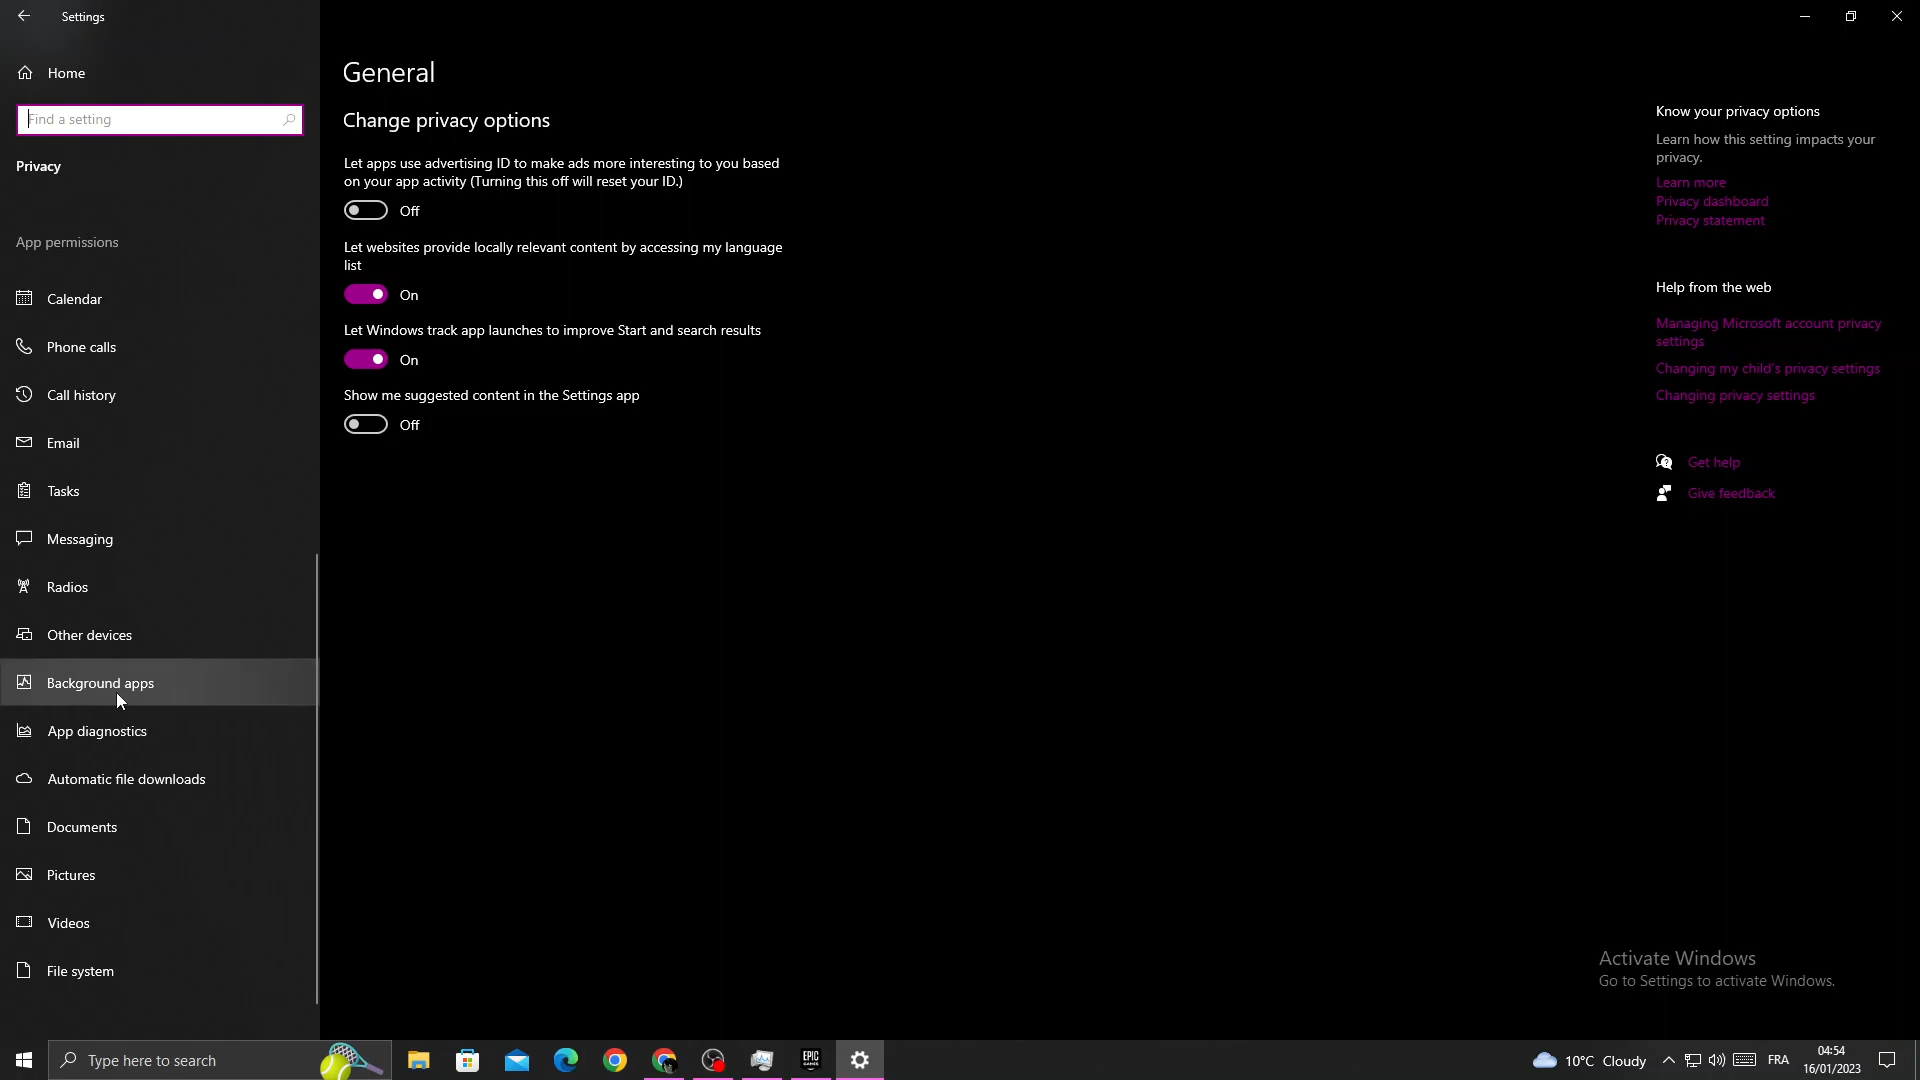 Settings
Home
Find a setting
Privacy
App permissions
Calendar
Phone calls
Call history
Email
Tasks
Messaging
Radios
Other devices
Background apps
App diagnostics
Automatic file downloads
Documents
Pictures
Videos
File system
General
Change privacy options
Let apps use advertising ID to make ads more interesting to you based
on your app activity (Turning this off will reset your ID.)
Off
Let websites provide locally relevant content by accessing my language
list
On
Let Windows track app launches to improve Start and search results
On
Show me suggested content in the Settings app
Off
Know your privacy options
Learn how this setting impacts your
privacy.
Learn more
Privacy dashboard
Privacy statement
Help from the web
Managing Microsoft account privacy
settings
Changing my child's privacy settings
Changing privacy settings
Get help
Give feedback
Activate Windows
Go to Settings to activate Windows.
Type here to search
EPIC
GAMES
10°C Cloudy
FRA
04:54
16/01/2023